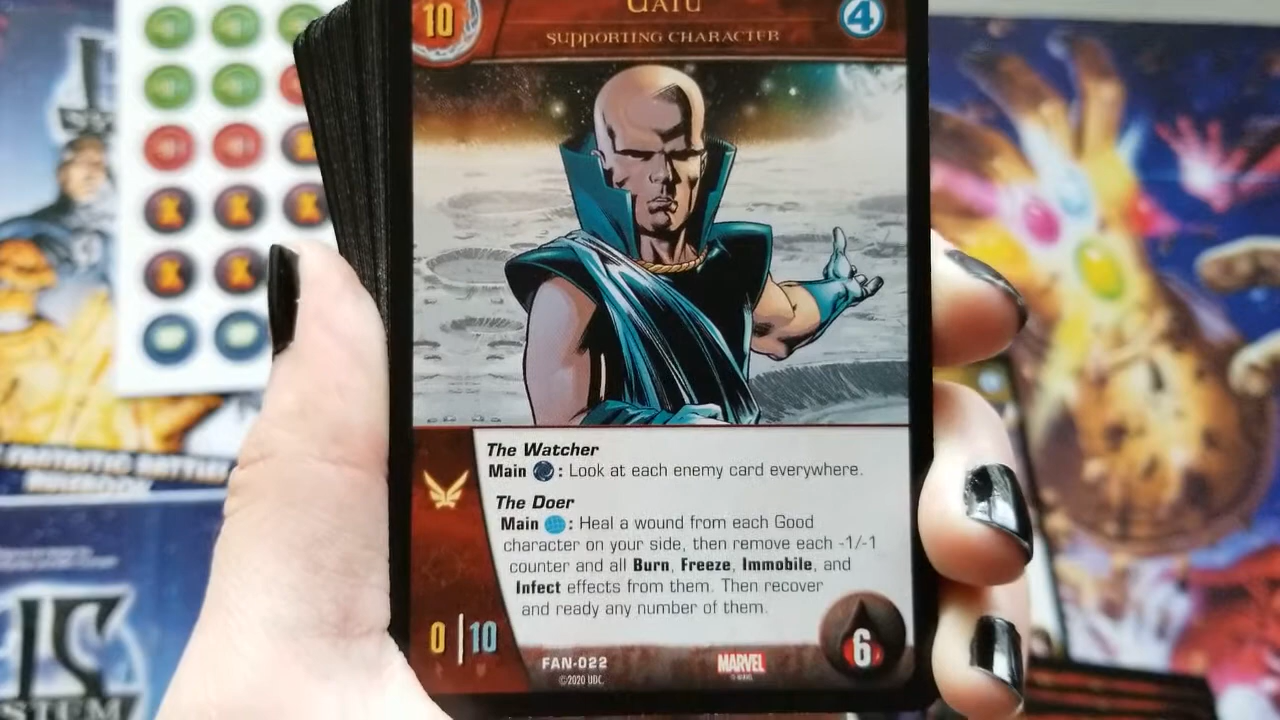 10
UATU
4
SUPPORTING CHARACTER
The Watcher
Main : Look at each enemy card everywhere.
The Doer
Main : Heal a wound from each Good
character on your side, then remove each -1/-1
counter and all Burn, Freeze, Immobile, and
Infect effects from them. Then recover
and ready any number of them.
0 | 10
6
FAN-022
MARVEL
©2020 UDC.
FANTASTIC BATTLES
RULEBOOK
STEM